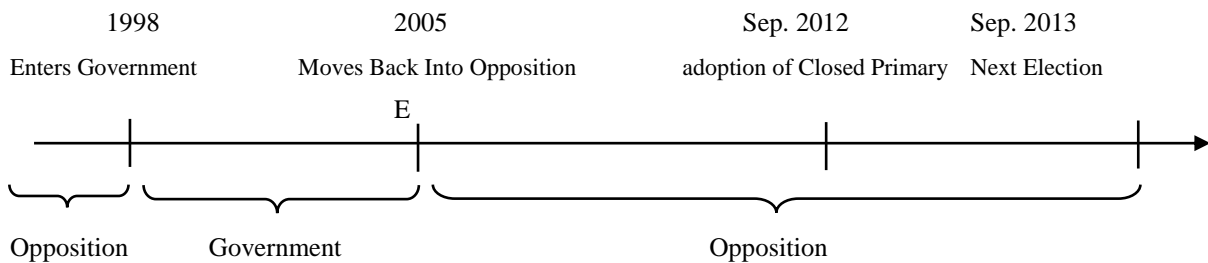 1998 2005 Sep. 2012 Sep. 2013
Enters Government Moves Back Into Opposition adoption of Closed Primary Next Election
E
Opposition Government Opposition